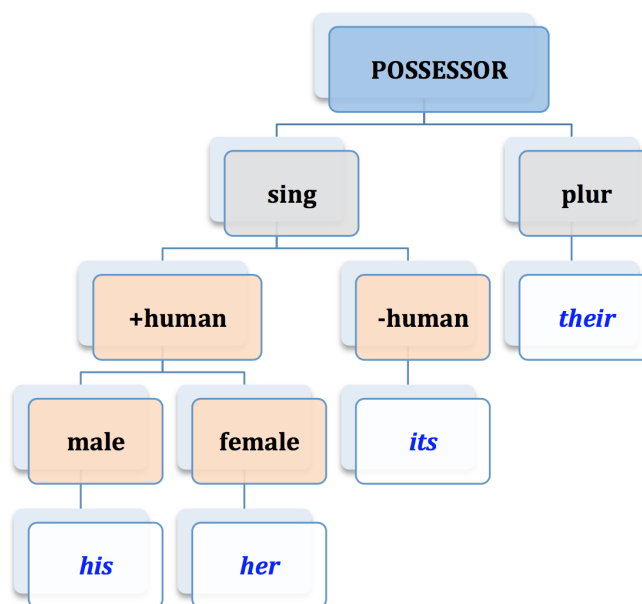 POSSESSOR
sing
plur
+human
-human
their
male
female
its
his
her